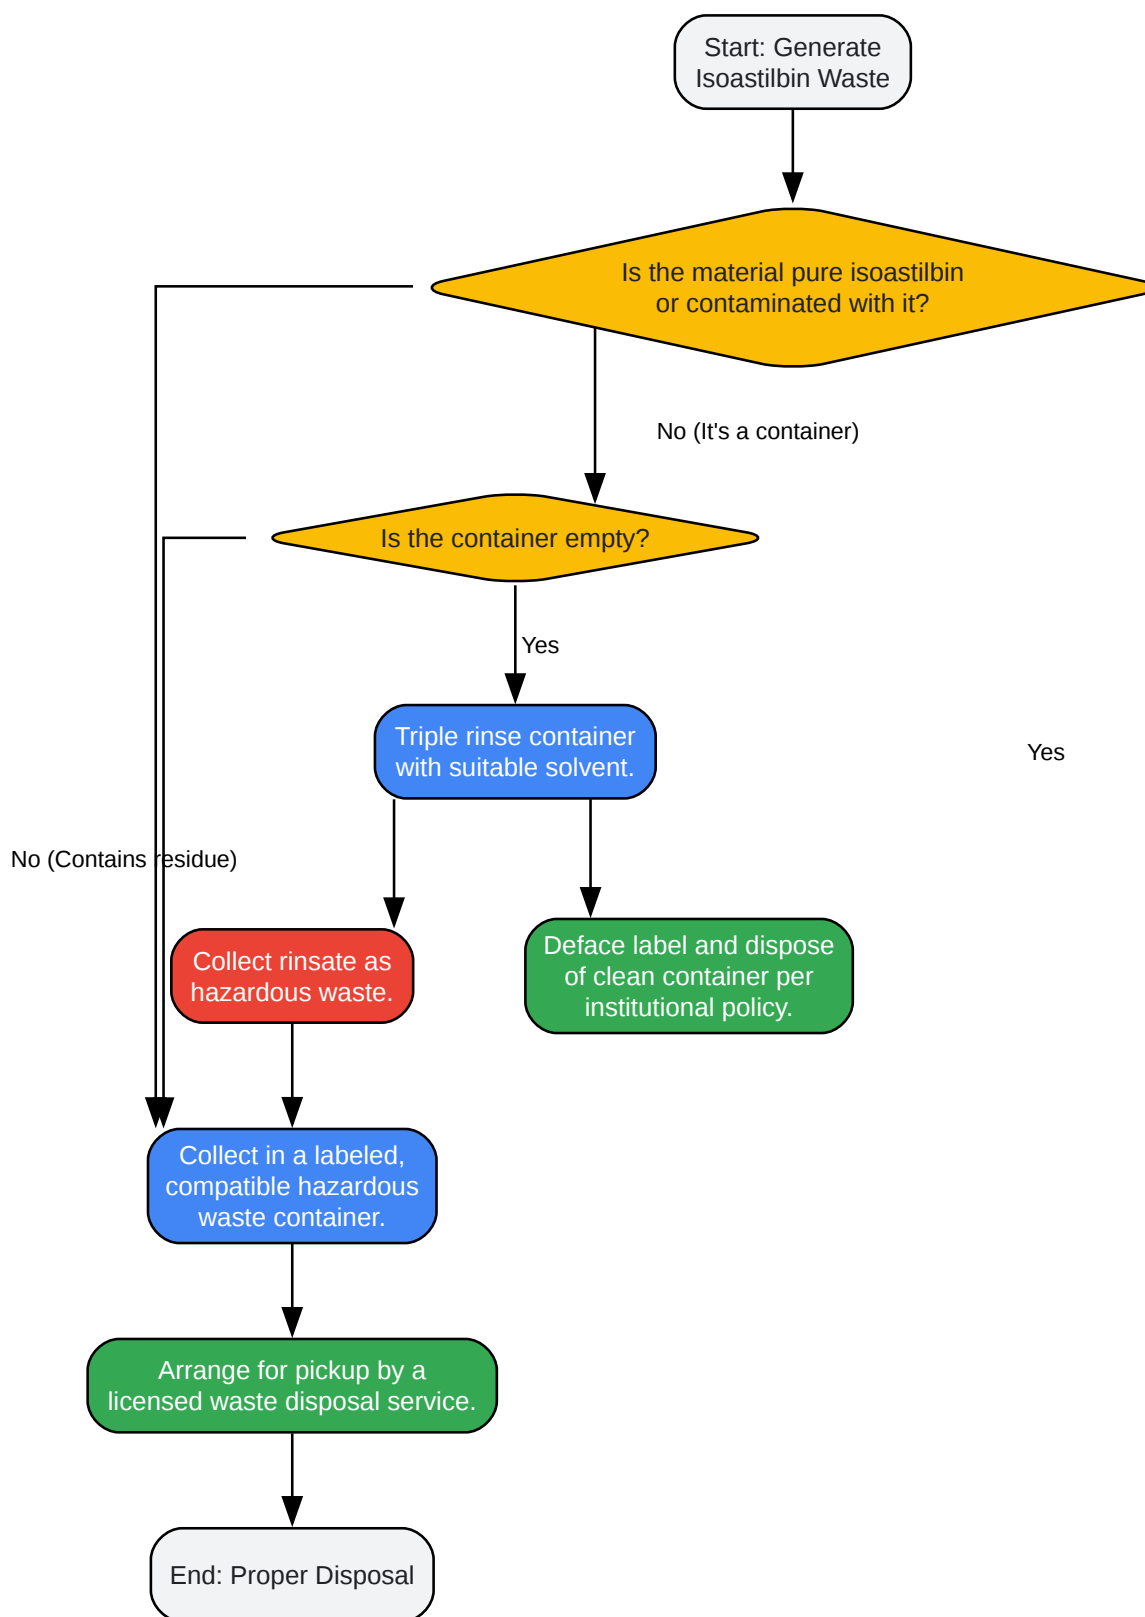 Start: Generate
Isoastilbin Waste
Is the material pure isoastilbin
or contaminated with it?
No (It's a container)
Is the container empty?
Yes
Triple rinse container
with suitable solvent.
Yes
No (Contains residue)
Collect rinsate as
hazardous waste.
Deface label and dispose
of clean container per
institutional policy.
Collect in a labeled,
compatible hazardous
waste container.
Arrange for pickup by a
licensed waste disposal service.
End: Proper Disposal